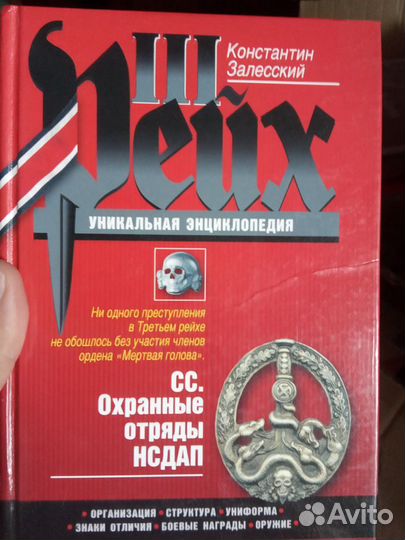 III
Константин
Залесский
Рейх
УНИКАЛЬНАЯ ЭНЦИКЛОПЕДИЯ
Ни одного преступления
в Третьем рейхе
не обошлось без участия членов
ордена «Мертвая голова».
СС.
Охранные
отряды
НСДАП
• ОРГАНИЗАЦИЯ • СТРУКТУРА • УНИФОРМА •
• ЗНАКИ ОТЛИЧИЯ • БОЕВЫЕ НАГРАДЫ • ОРУЖИЕ •
Avito